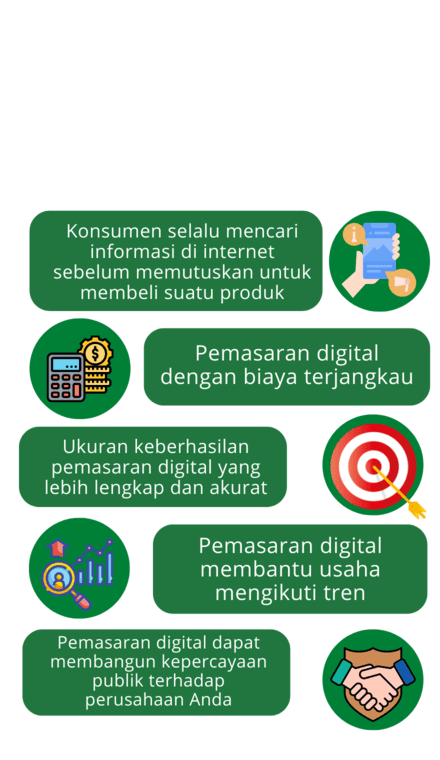 Konsumen selalu mencari
informasi di internet
sebelum memutuskan untuk
membeli suatu produk
Pemasaran digital
dengan biaya terjangkau
Ukuran keberhasilan
pemasaran digital yang
lebih lengkap dan akurat
Pemasaran digital
membantu usaha
mengikuti tren
Pemasaran digital dapat
membangun kepercayaan
publik terhadap
perusahaan Anda